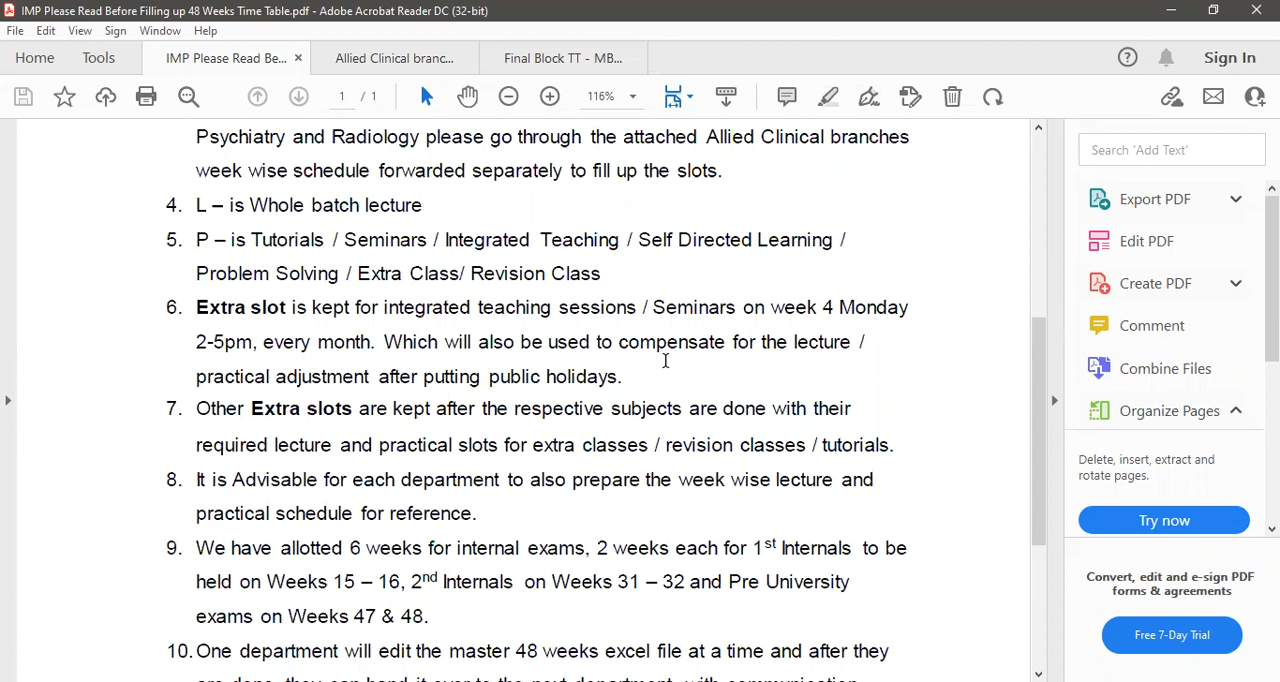 IMP Please Read Before Filling up 48 Weeks Time Table.pdf - Adobe Acrobat Reader DC (32-bit)
File Edit View Sign Window Help
Home Tools IMP Please Read Be... × Allied Clinical branc... Final Block TT - MB... Sign In
1 / 1 116%
Psychiatry and Radiology please go through the attached Allied Clinical branches
week wise schedule forwarded separately to fill up the slots.
4. L – is Whole batch lecture
5. P – is Tutorials / Seminars / Integrated Teaching / Self Directed Learning /
Problem Solving / Extra Class/ Revision Class
6. Extra slot is kept for integrated teaching sessions / Seminars on week 4 Monday
2-5pm, every month. Which will also be used to compensate for the lecture /
practical adjustment after putting public holidays.
7. Other Extra slots are kept after the respective subjects are done with their
required lecture and practical slots for extra classes / revision classes / tutorials.
8. It is Advisable for each department to also prepare the week wise lecture and
practical schedule for reference.
9. We have allotted 6 weeks for internal exams, 2 weeks each for 1st Internals to be
held on Weeks 15 – 16, 2nd Internals on Weeks 31 – 32 and Pre University
exams on Weeks 47 & 48.
10. One department will edit the master 48 weeks excel file at a time and after they
Search 'Add Text'
Export PDF
Edit PDF
Create PDF
Comment
Combine Files
Organize Pages
Delete, insert, extract and
rotate pages.
Try now
Convert, edit and e-sign PDF
forms & agreements
Free 7-Day Trial